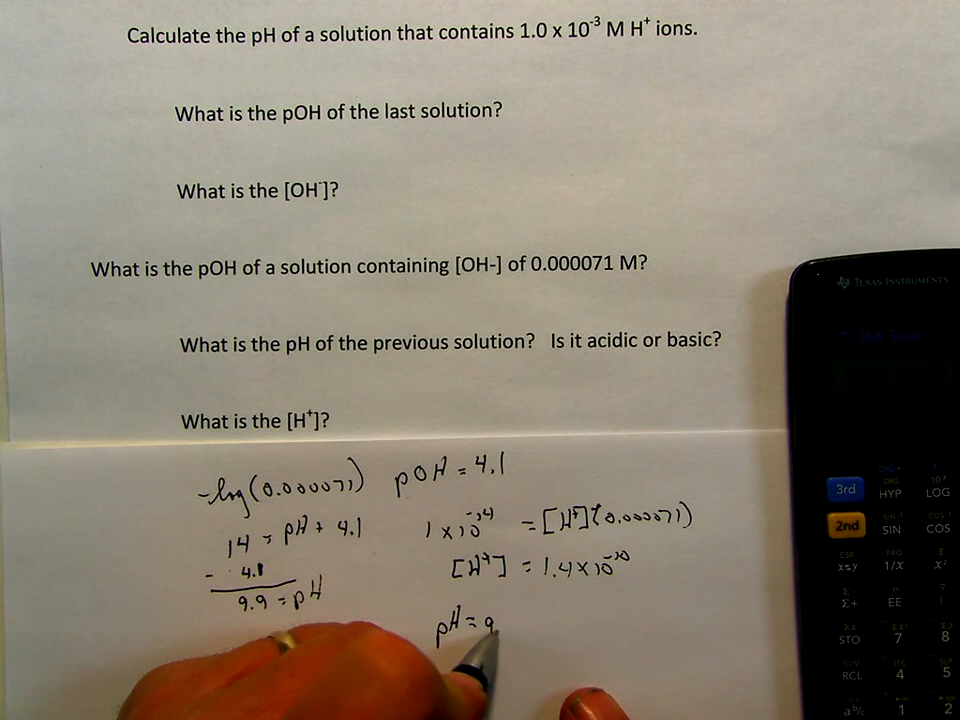 Calculate the pH of a solution that contains 1.0 x 10⁻³ M H⁺ ions.
What is the pOH of the last solution?
What is the [OH⁻]?
What is the pOH of a solution containing [OH-] of 0.000071 M?
What is the pH of the previous solution? Is it acidic or basic?
What is the [H⁺]?
-log(0.000071) pOH = 4.1
14 = pH + 4.1
- 4.1
9.9 = pH
1 x 10⁻¹⁴ = [H⁺](0.000071)
[H⁺] = 1.4 x 10⁻¹⁰
pH = 9
TEXAS INSTRUMENTS
3rd HYP LOG
2nd SIN COS
x⇄y 1/X x²
Σ+ EE (
STO 7 8
RCL 4 5
a b/c 1 2